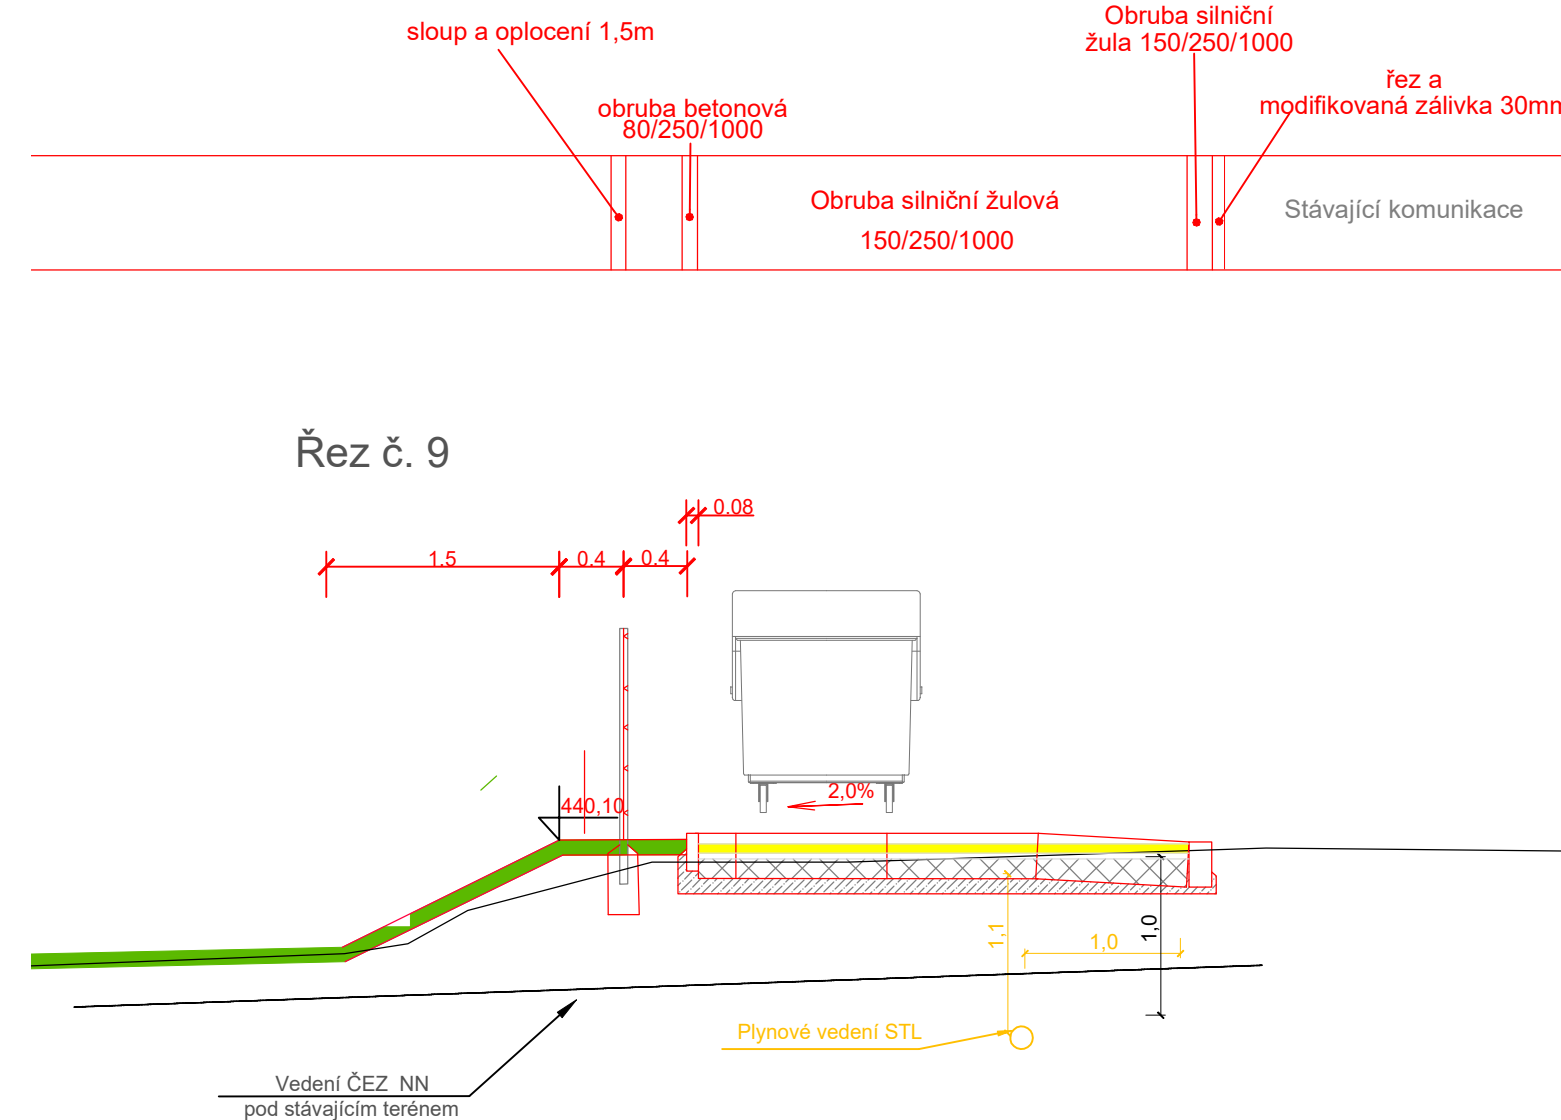 sloup a oplocení 1,5m
Obruba silniční
žula 150/250/1000
řez a
modifikovaná zálivka 30mm
obruba betonová
80/250/1000
Obruba silniční žulová
150/250/1000
Stávající komunikace
Řez č. 9
0.08
1.5
0.4
0.4
2,0%
440,10
1,1
1,0
1,0
Plynové vedení STL
Vedení ČEZ NN
pod stávajícím terénem